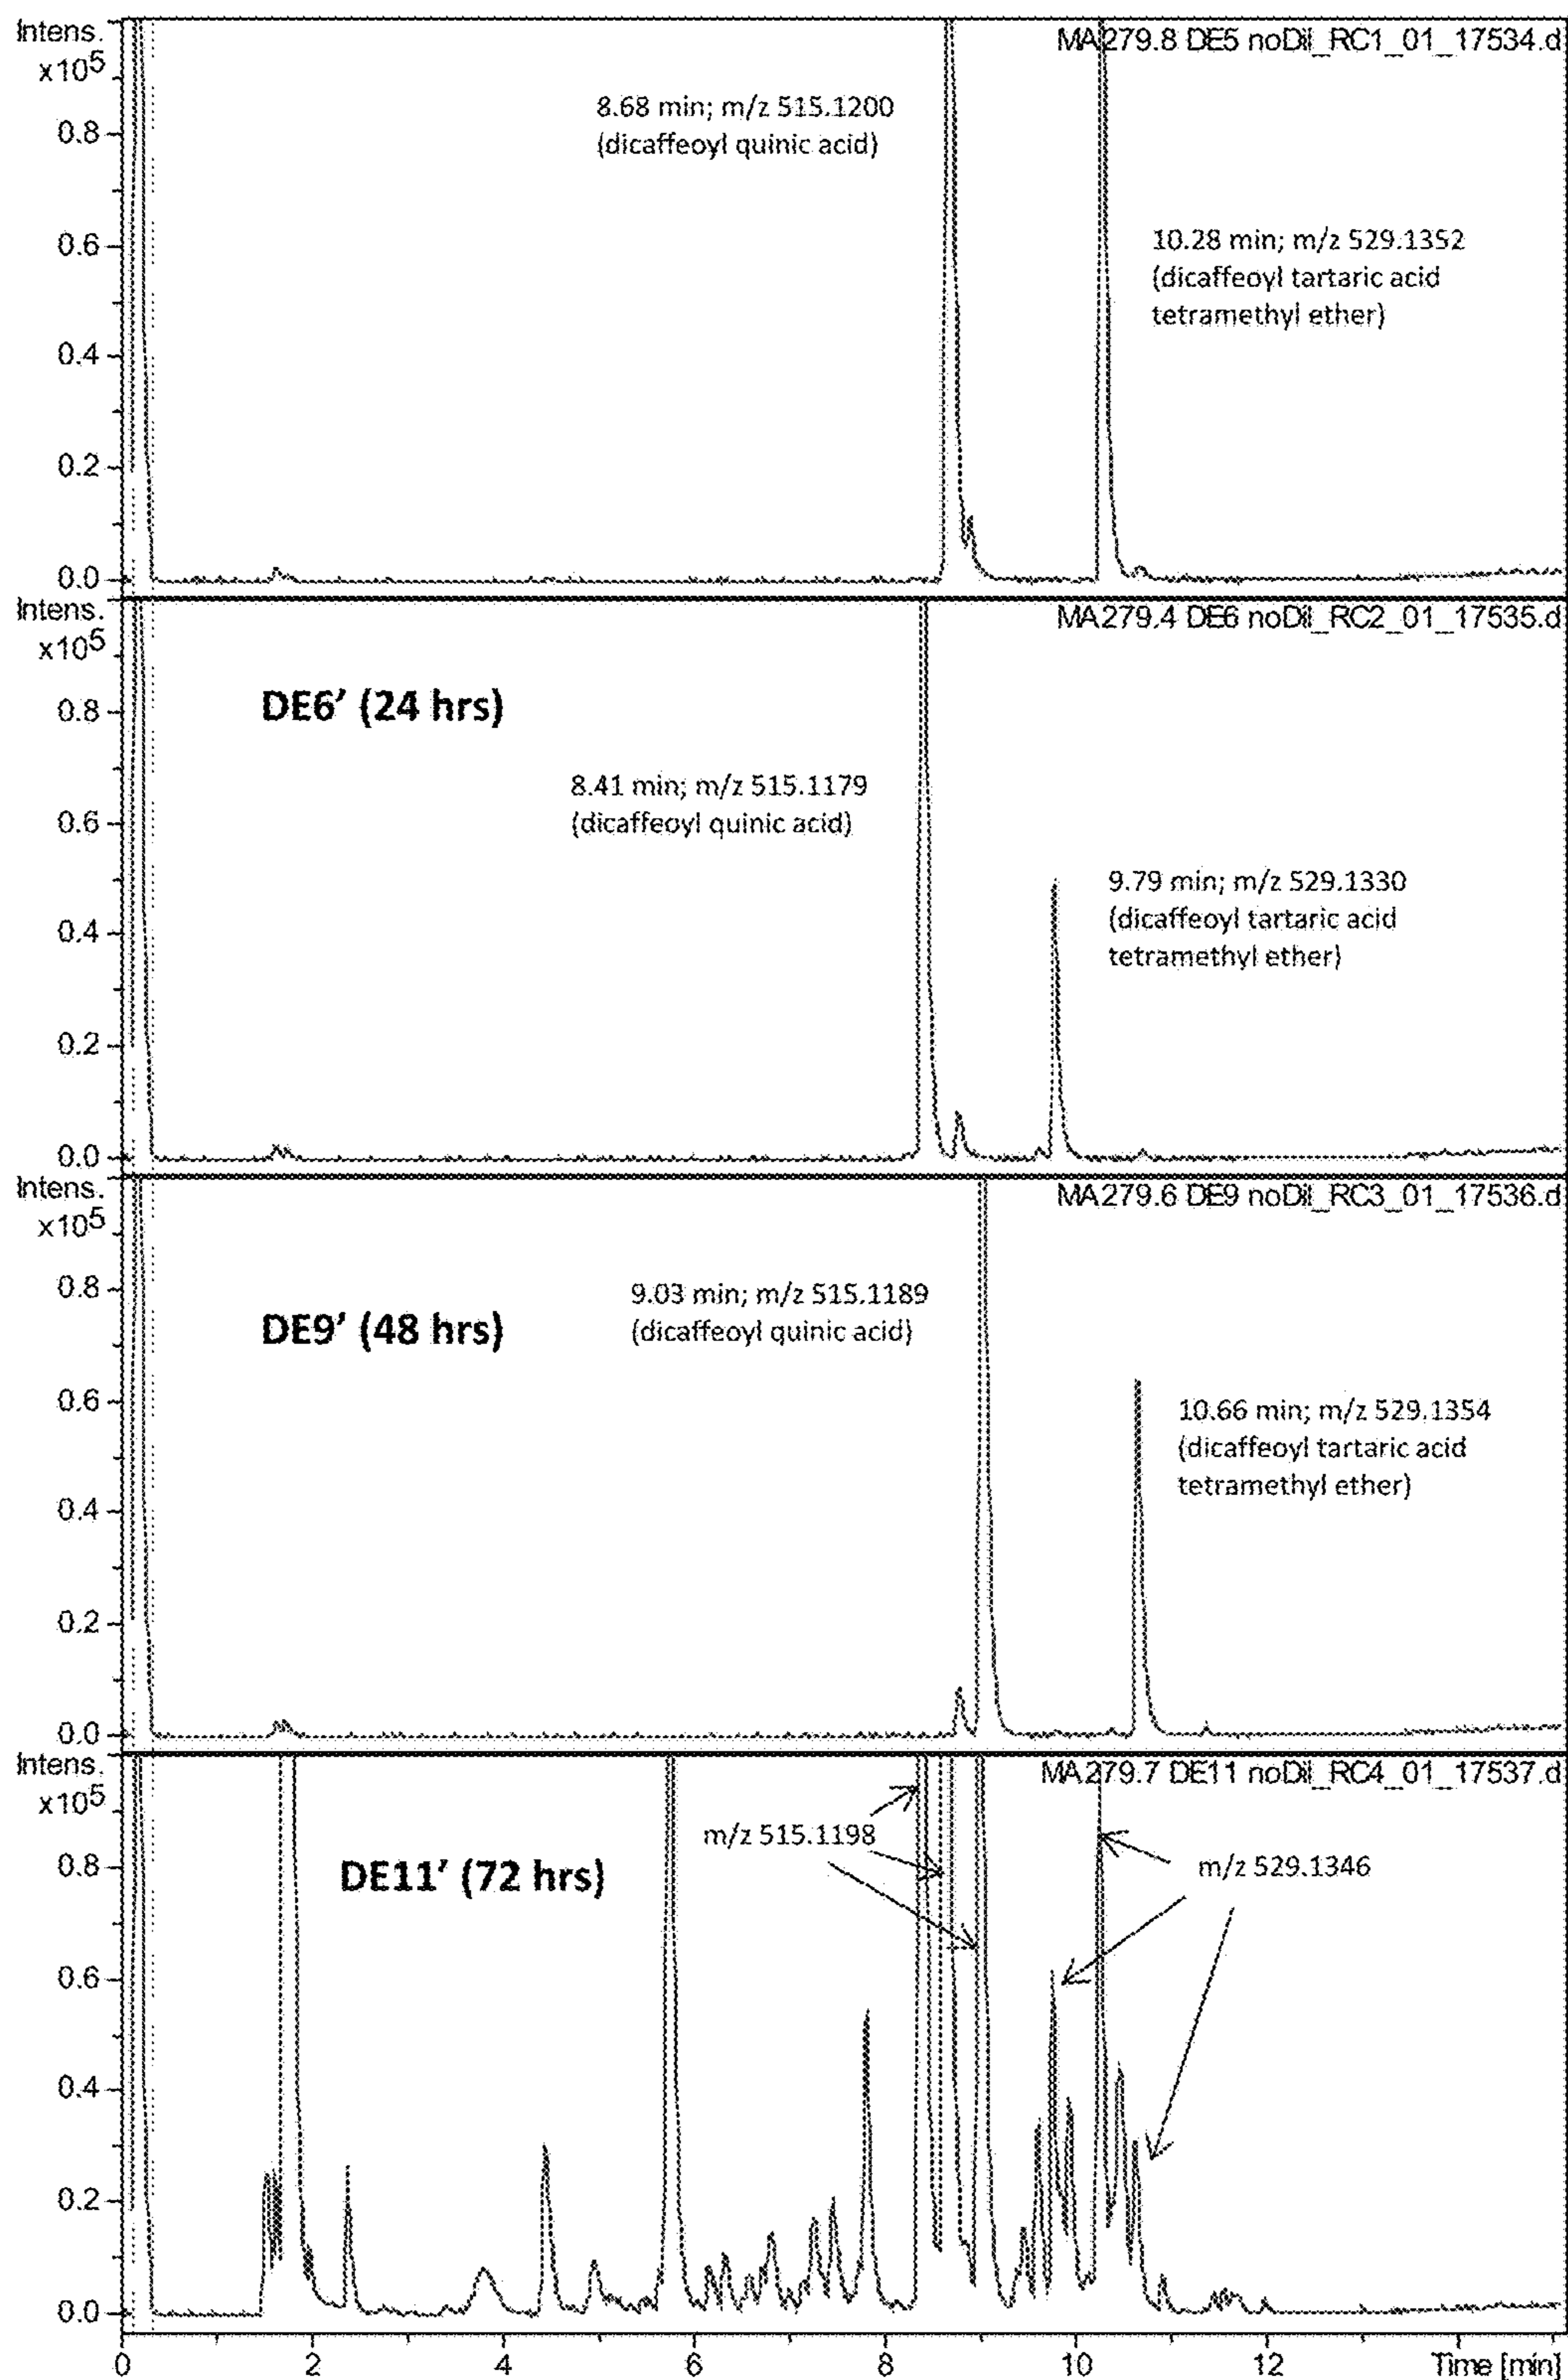 Intens.
x10^5
MA279.8 DE5 noDil_RC1_01_17534.d
8.68 min; m/z 515.1200
(dicaffeoyl quinic acid)
0.8
10.28 min; m/z 529.1352
(dicaffeoyl tartaric acid
tetramethyl ether)
0.6
0.4
0.2
0.0
Intens.
x10^5
MA279.4 DE6 noDil_RC2_01_17535.d
DE6’ (24 hrs)
0.8
8.41 min; m/z 515.1179
(dicaffeoyl quinic acid)
0.6
9.79 min; m/z 529.1330
(dicaffeoyl tartaric acid
tetramethyl ether)
0.4
0.2
0.0
Intens.
x10^5
MA279.6 DE9 noDil_RC3_01_17536.d
0.8
9.03 min; m/z 515.1189
(dicaffeoyl quinic acid)
DE9’ (48 hrs)
0.6
10.66 min; m/z 529.1354
(dicaffeoyl tartaric acid
tetramethyl ether)
0.4
0.2
0.0
Intens.
x10^5
MA279.7 DE11 noDil_RC4_01_17537.d
m/z 515.1198
0.8
DE11’ (72 hrs)
m/z 529.1346
0.6
0.4
0.2
0.0
0 2 4 6 8 10 12 Time [min]